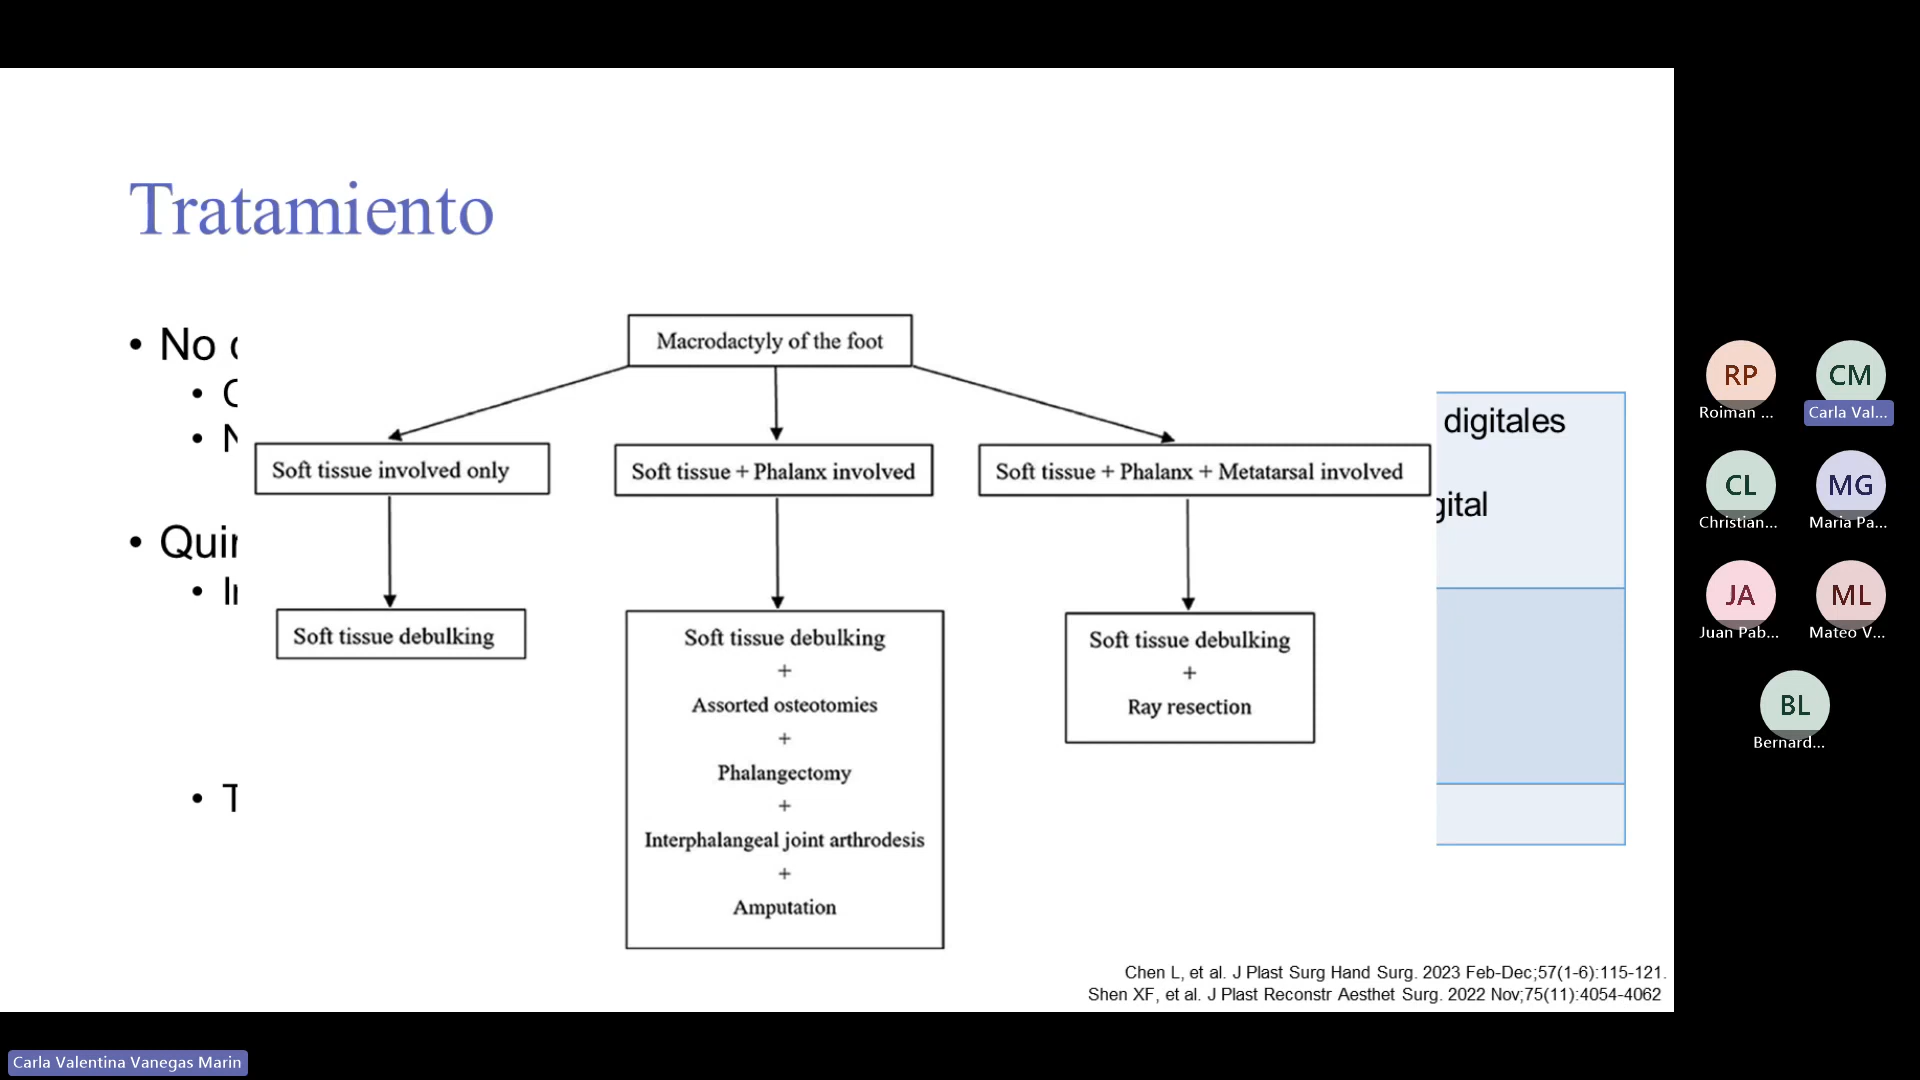 Tratamiento
• No
•
•
• Quir
•
•
Macrodactyly of the foot
Soft tissue involved only
Soft tissue + Phalanx involved
Soft tissue + Phalanx + Metatarsal involved
Soft tissue debulking
Soft tissue debulking
+
Assorted osteotomies
+
Phalangectomy
+
Interphalangeal joint arthrodesis
+
Amputation
Soft tissue debulking
+
Ray resection
digitales
gital
Chen L, et al. J Plast Surg Hand Surg. 2023 Feb-Dec;57(1-6):115-121.
Shen XF, et al. J Plast Reconstr Aesthet Surg. 2022 Nov;75(11):4054-4062
RP
Roiman ...
CM
Carla Val...
CL
Christian...
MG
Maria Pa...
JA
Juan Pab...
ML
Mateo V...
BL
Bernard...
Carla Valentina Vanegas Marin